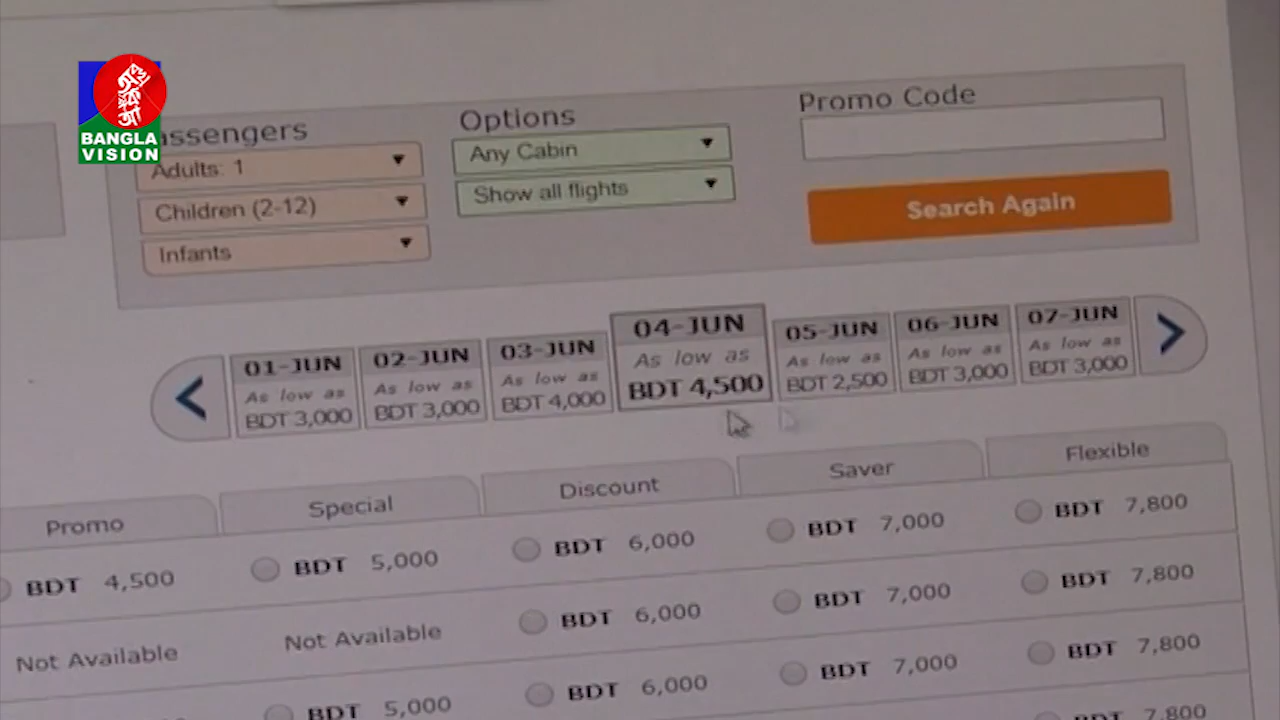 বাংলাভিশন
BANGLA
VISION
assengers
Adults: 1
Children (2-12)
Infants
Options
Any Cabin
Show all flights
Promo Code
Search Again
01-JUN
As low as
BDT 3,000
02-JUN
As low as
BDT 3,000
03-JUN
As low as
BDT 4,000
04-JUN
As low as
BDT 4,500
05-JUN
As low as
BDT 2,500
06-JUN
As low as
BDT 3,000
07-JUN
As low as
BDT 3,000
Promo Special Discount Saver Flexible
BDT 4,500 BDT 5,000 BDT 6,000 BDT 7,000 BDT 7,800
Not Available Not Available BDT 6,000 BDT 7,000 BDT 7,800
BDT 5,000 BDT 6,000 BDT 7,000 BDT 7,800
BDT 7,800